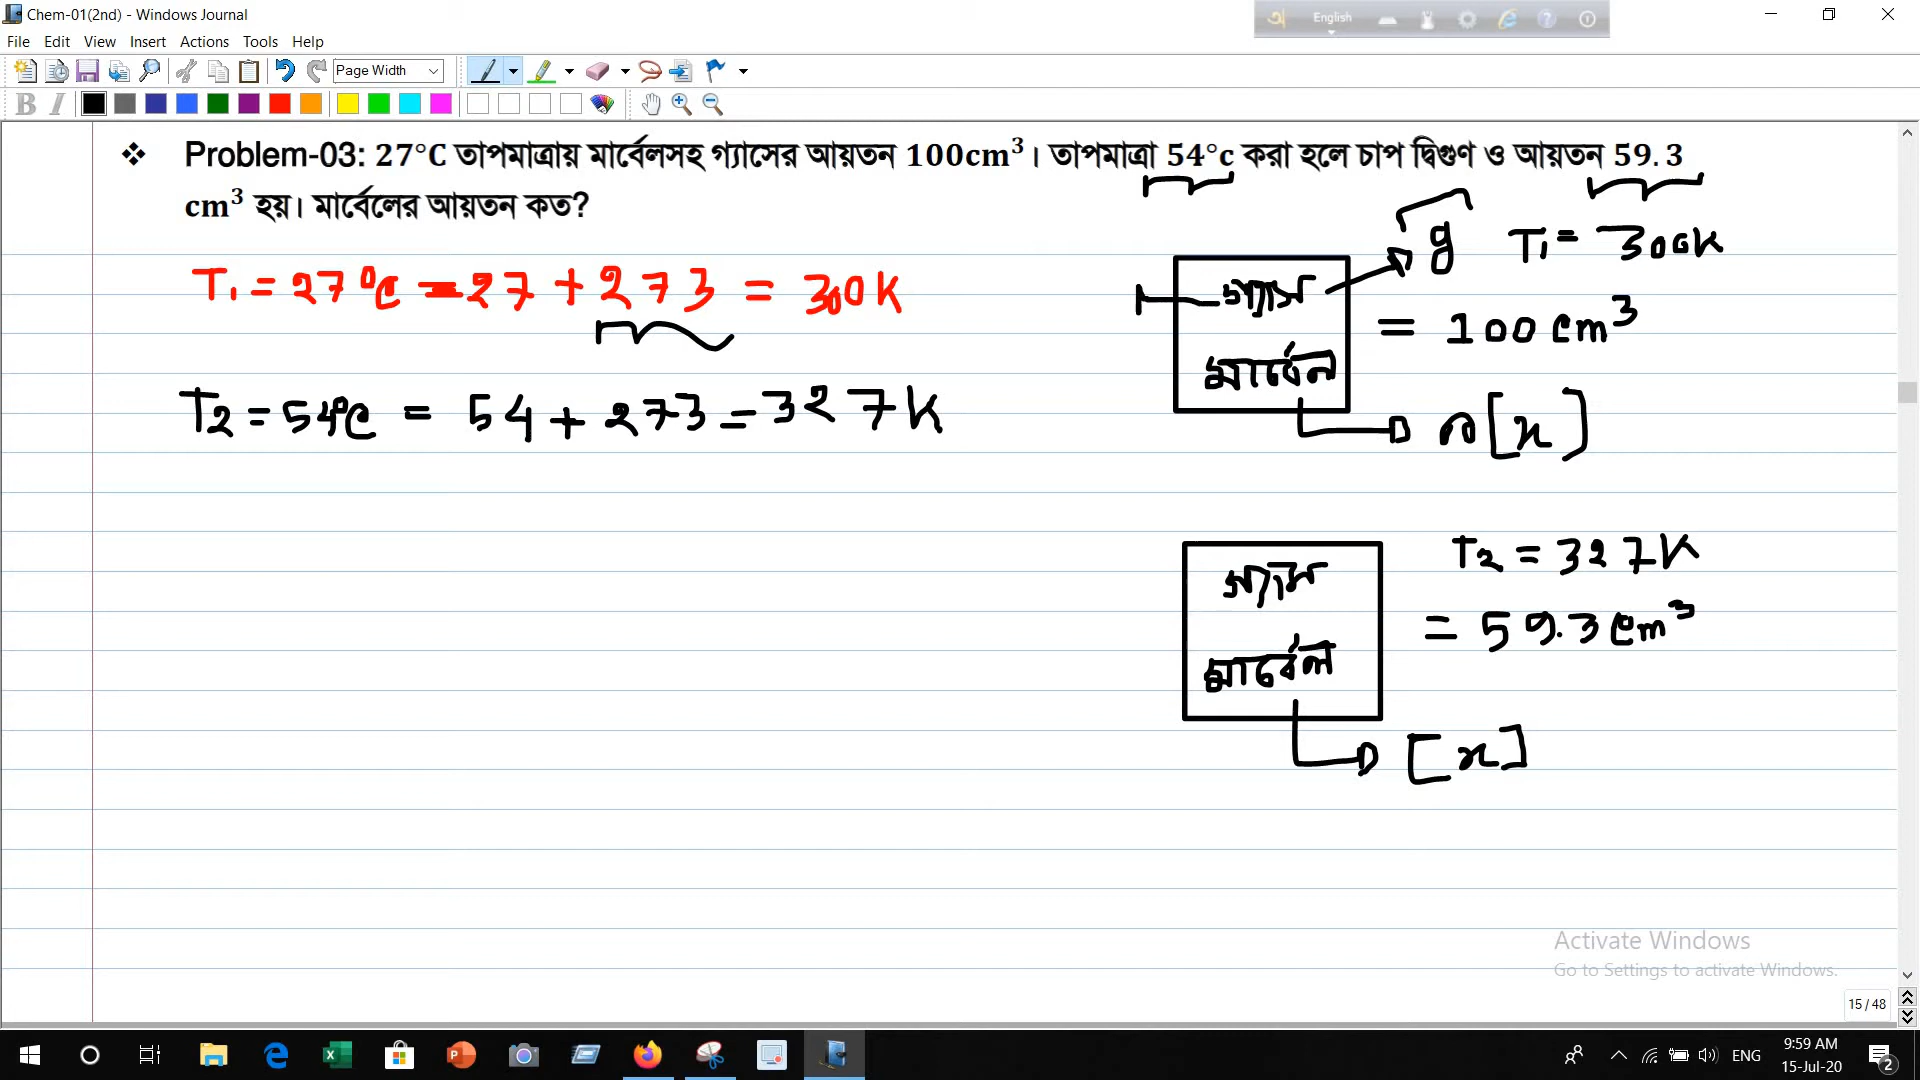 Chem-01(2nd) - Windows Journal
English
File Edit View Insert Actions Tools Help
Page Width
B I
❖ Problem-03: 27°C তাপমাত্রায় মার্বেলসহ গ্যাসের আয়তন 100cm³। তাপমাত্রা 54°c করা হলে চাপ দ্বিগুণ ও আয়তন 59.3
cm³ হয়। মার্বেলের আয়তন কত?
T₁ = 27°C = 27 + 273 = 300K
g T₁ = 300K
গ্যাস
= 100 cm³
মার্বেল
T₂ = 54°C = 54 + 273 = 327K
[x]
T₂ = 327K
গ্যাস
= 59.3 cm³
মার্বেল
[x]
Activate Windows
Go to Settings to activate Windows.
15 / 48
ENG
9:59 AM
15-Jul-20
2